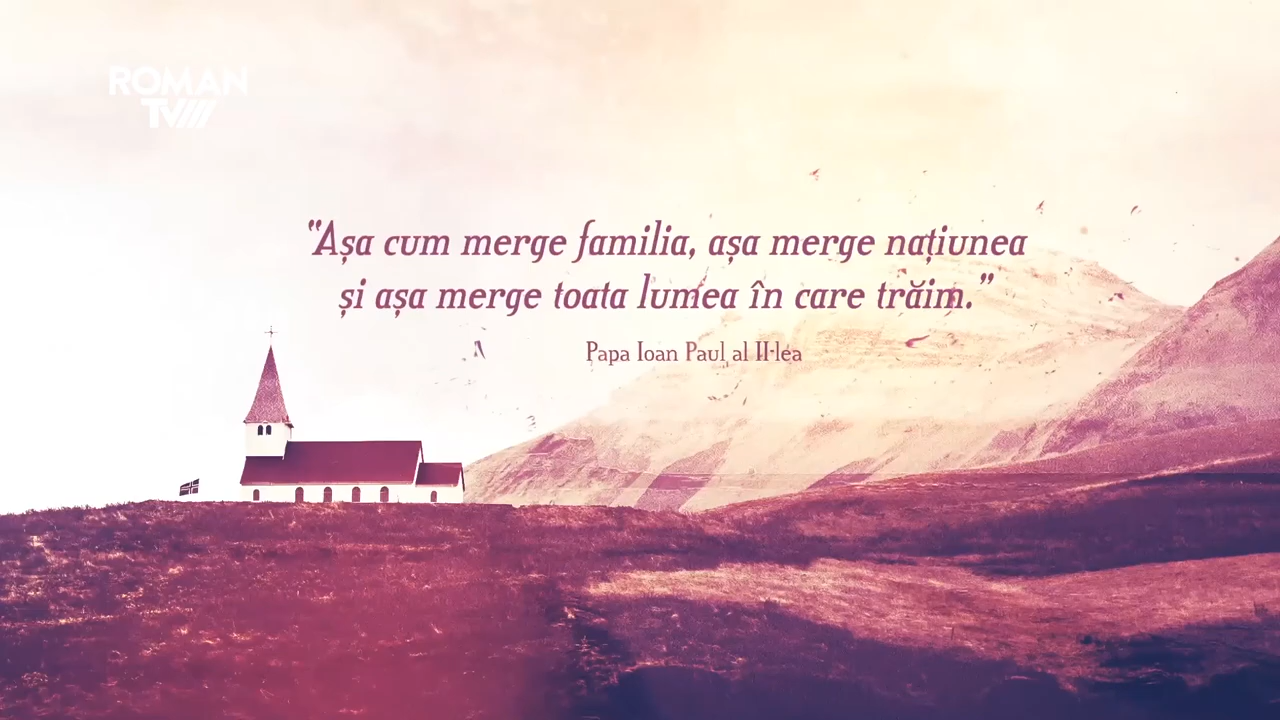 ROMAN
TV
“Așa cum merge familia, așa merge națiunea
și așa merge toata lumea în care trăim.”
Papa Ioan Paul al II-lea